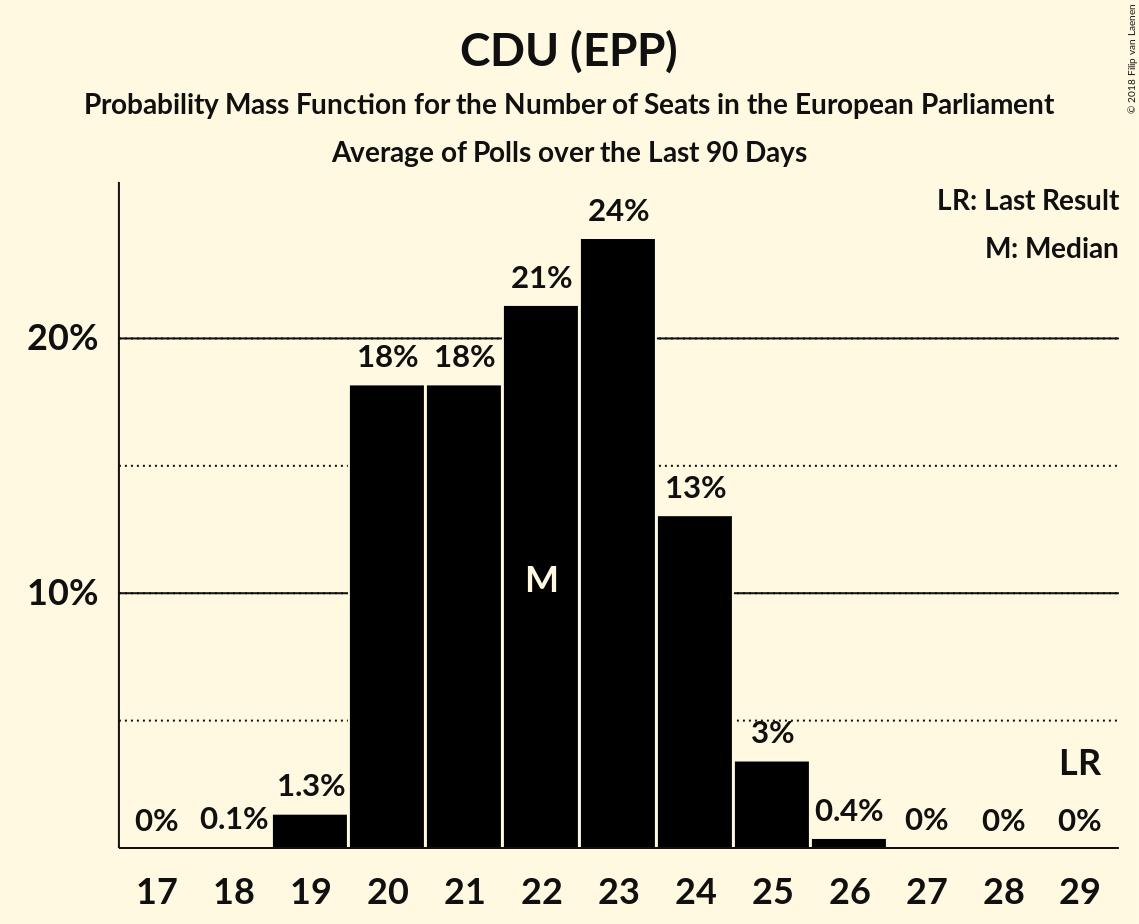 CDU (EPP)
Probability Mass Function for the Number of Seats in the European Parliament
Average of Polls over the Last 90 Days
© 2018 Filip van Laenen
LR: Last Result
M: Median
24%
21%
20%
18% 18%
13%
M
10%
3%
LR
1.3%
0% 0.1% 0.4% 0% 0% 0%
17 18 19 20 21 22 23 24 25 26 27 28 29